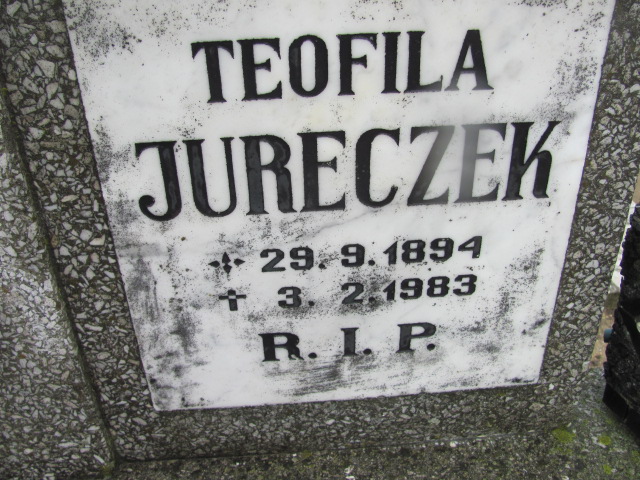 TEOFILA
JURECZEK
29.9.1894
✝ 3. 2.1983
R. I. P.